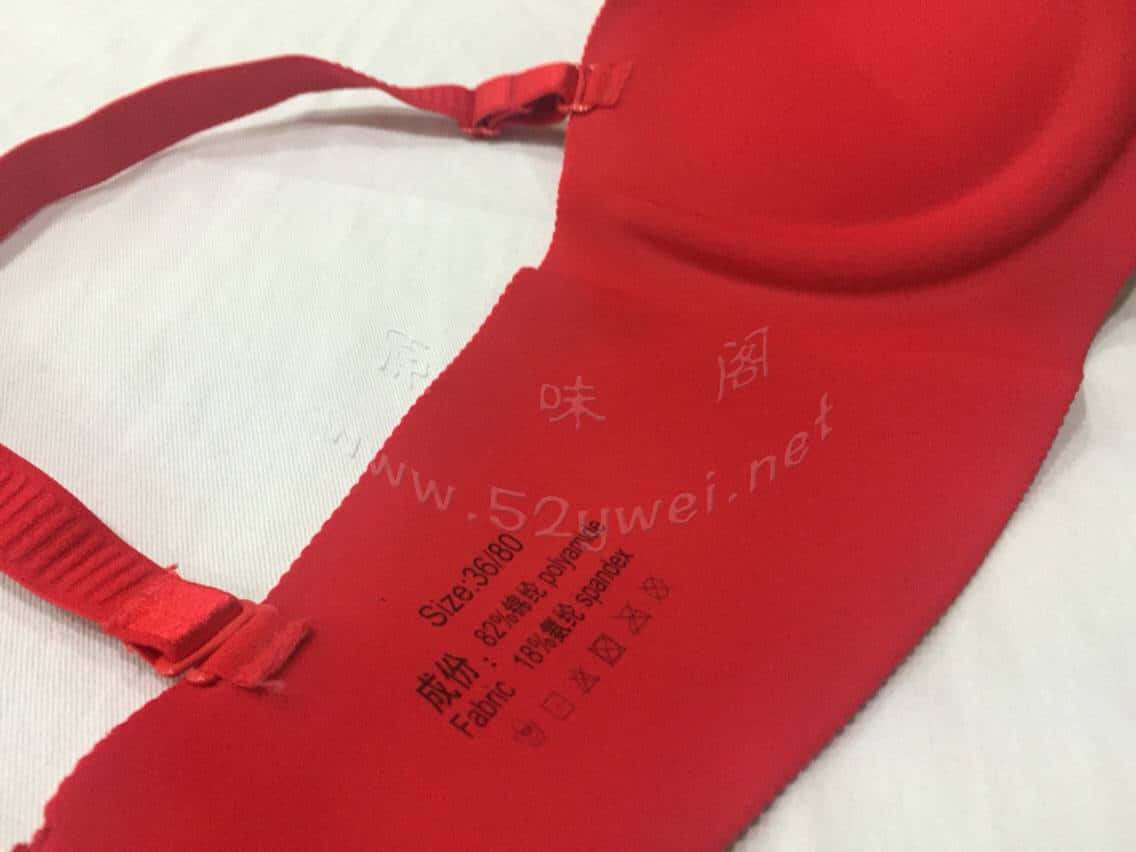 原味阁
www.52ywei.net
Size:36/80
成份： 82%锦纶 polyamide
Fabric 18%氨纶 spandex